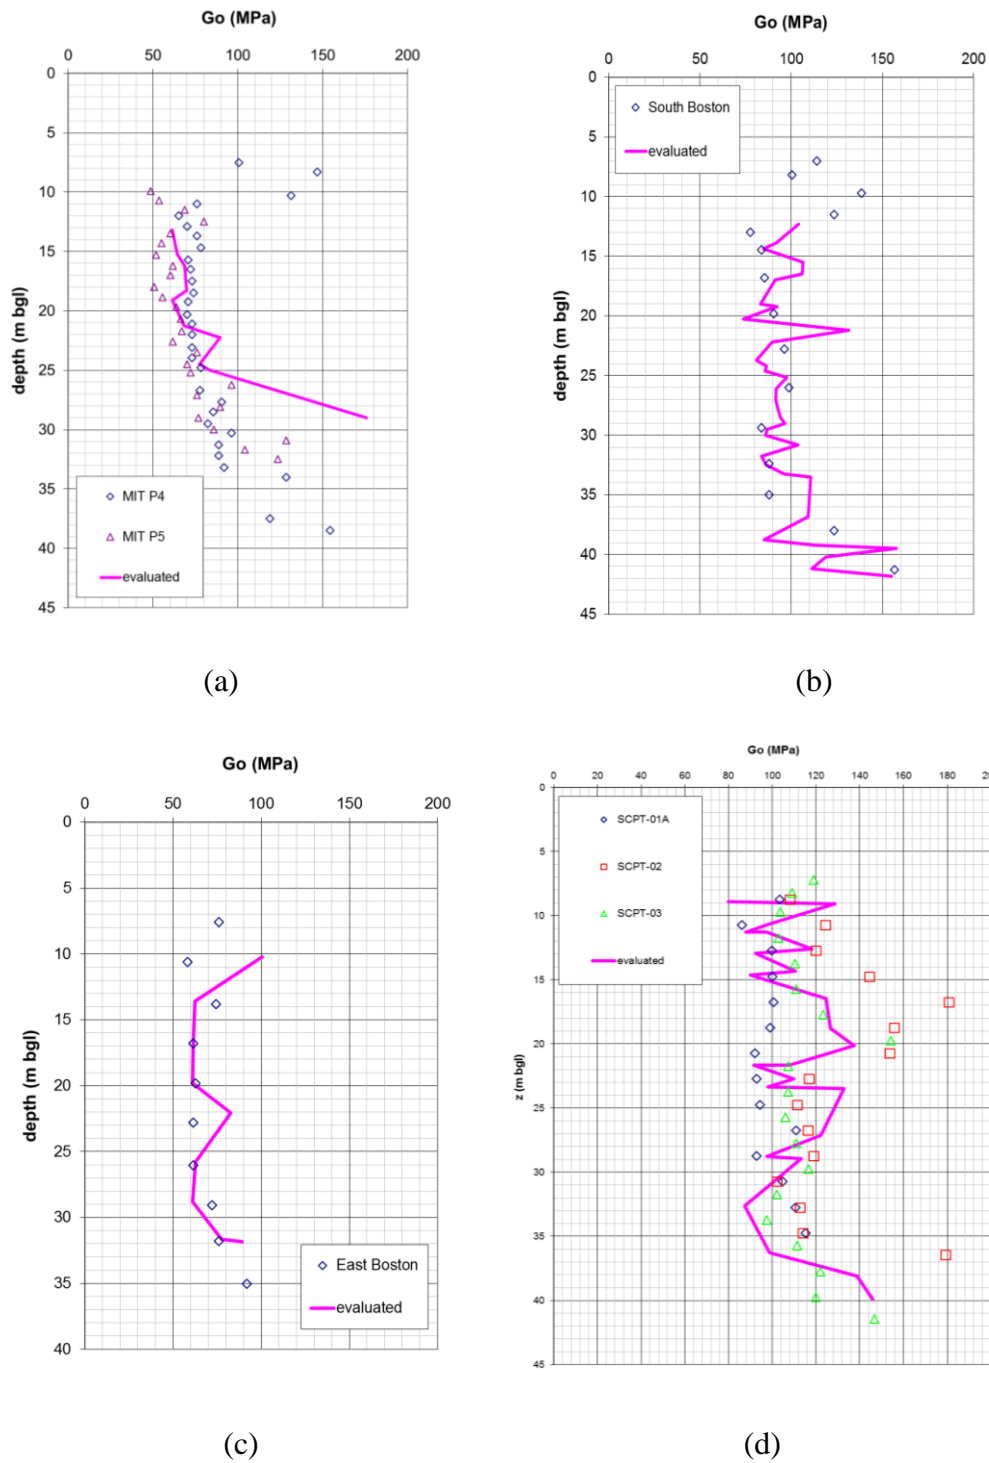 Go (MPa)
0 50 100 150 200
0
5
10
15
20
25
30
35
40
45
depth (m bgl)
MIT P4
MIT P5
evaluated
(a)
Go (MPa)
0 50 100 150 200
0
5
10
15
20
25
30
35
40
45
depth (m bgl)
South Boston
evaluated
(b)
Go (MPa)
0 50 100 150 200
0
5
10
15
20
25
30
35
40
depth (m bgl)
East Boston
evaluated
(c)
Go (MPa)
0 20 40 60 80 100 120 140 160 180 200
0
5
10
15
20
25
30
35
40
45
z (m bgl)
SCPT-01A
SCPT-02
SCPT-03
evaluated
(d)